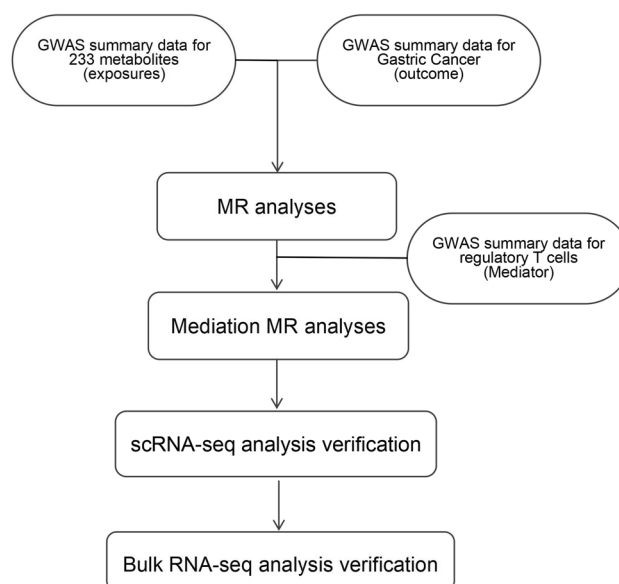 GWAS summary data for
233 metabolites
(exposures)
GWAS summary data for
Gastric Cancer
(outcome)
MR analyses
GWAS summary data for
regulatory T cells
(Mediator)
Mediation MR analyses
scRNA-seq analysis verification
Bulk RNA-seq analysis verification